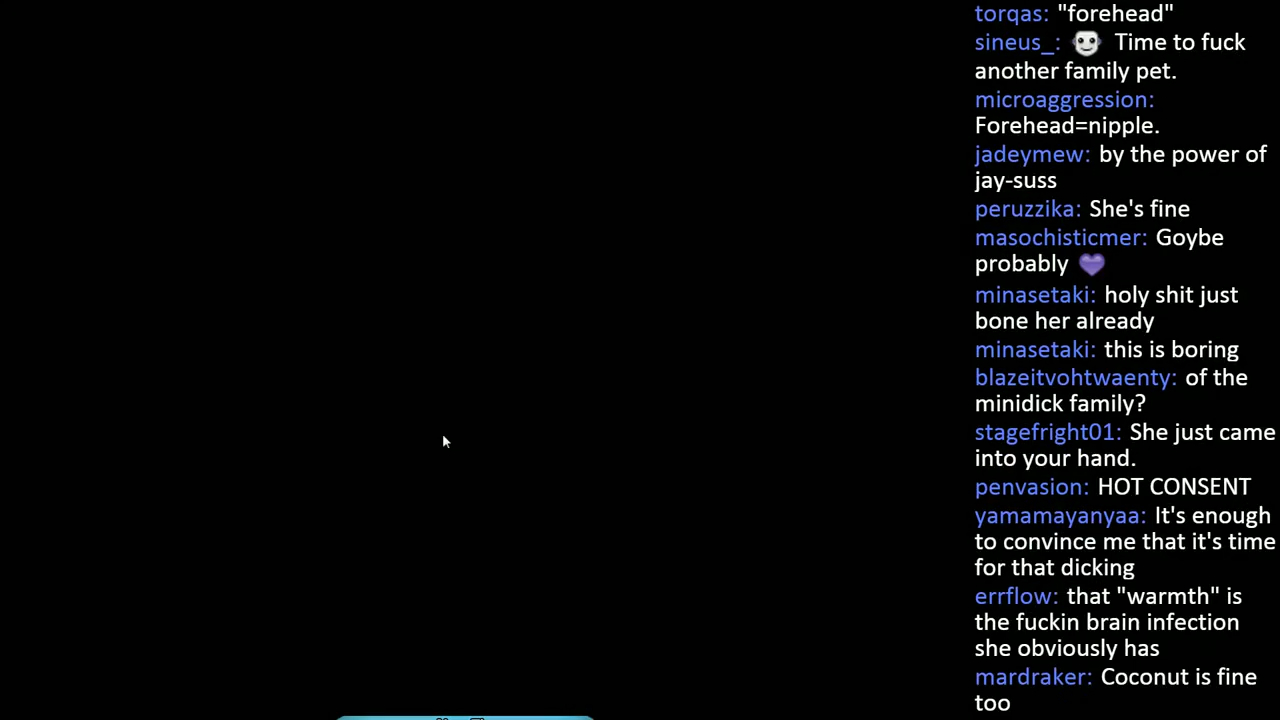 torqas: "forehead"
sineus_: Time to fuck
another family pet.
microaggression:
Forehead=nipple.
jadeymew: by the power of
jay-suss
peruzzika: She's fine
masochisticmer: Goybe
probably
minasetaki: holy shit just
bone her already
minasetaki: this is boring
blazeitvohtwaenty: of the
minidick family?
stagefright01: She just came
into your hand.
penvasion: HOT CONSENT
yamamayanyaa: It's enough
to convince me that it's time
for that dicking
errflow: that "warmth" is
the fuckin brain infection
she obviously has
mardraker: Coconut is fine
too